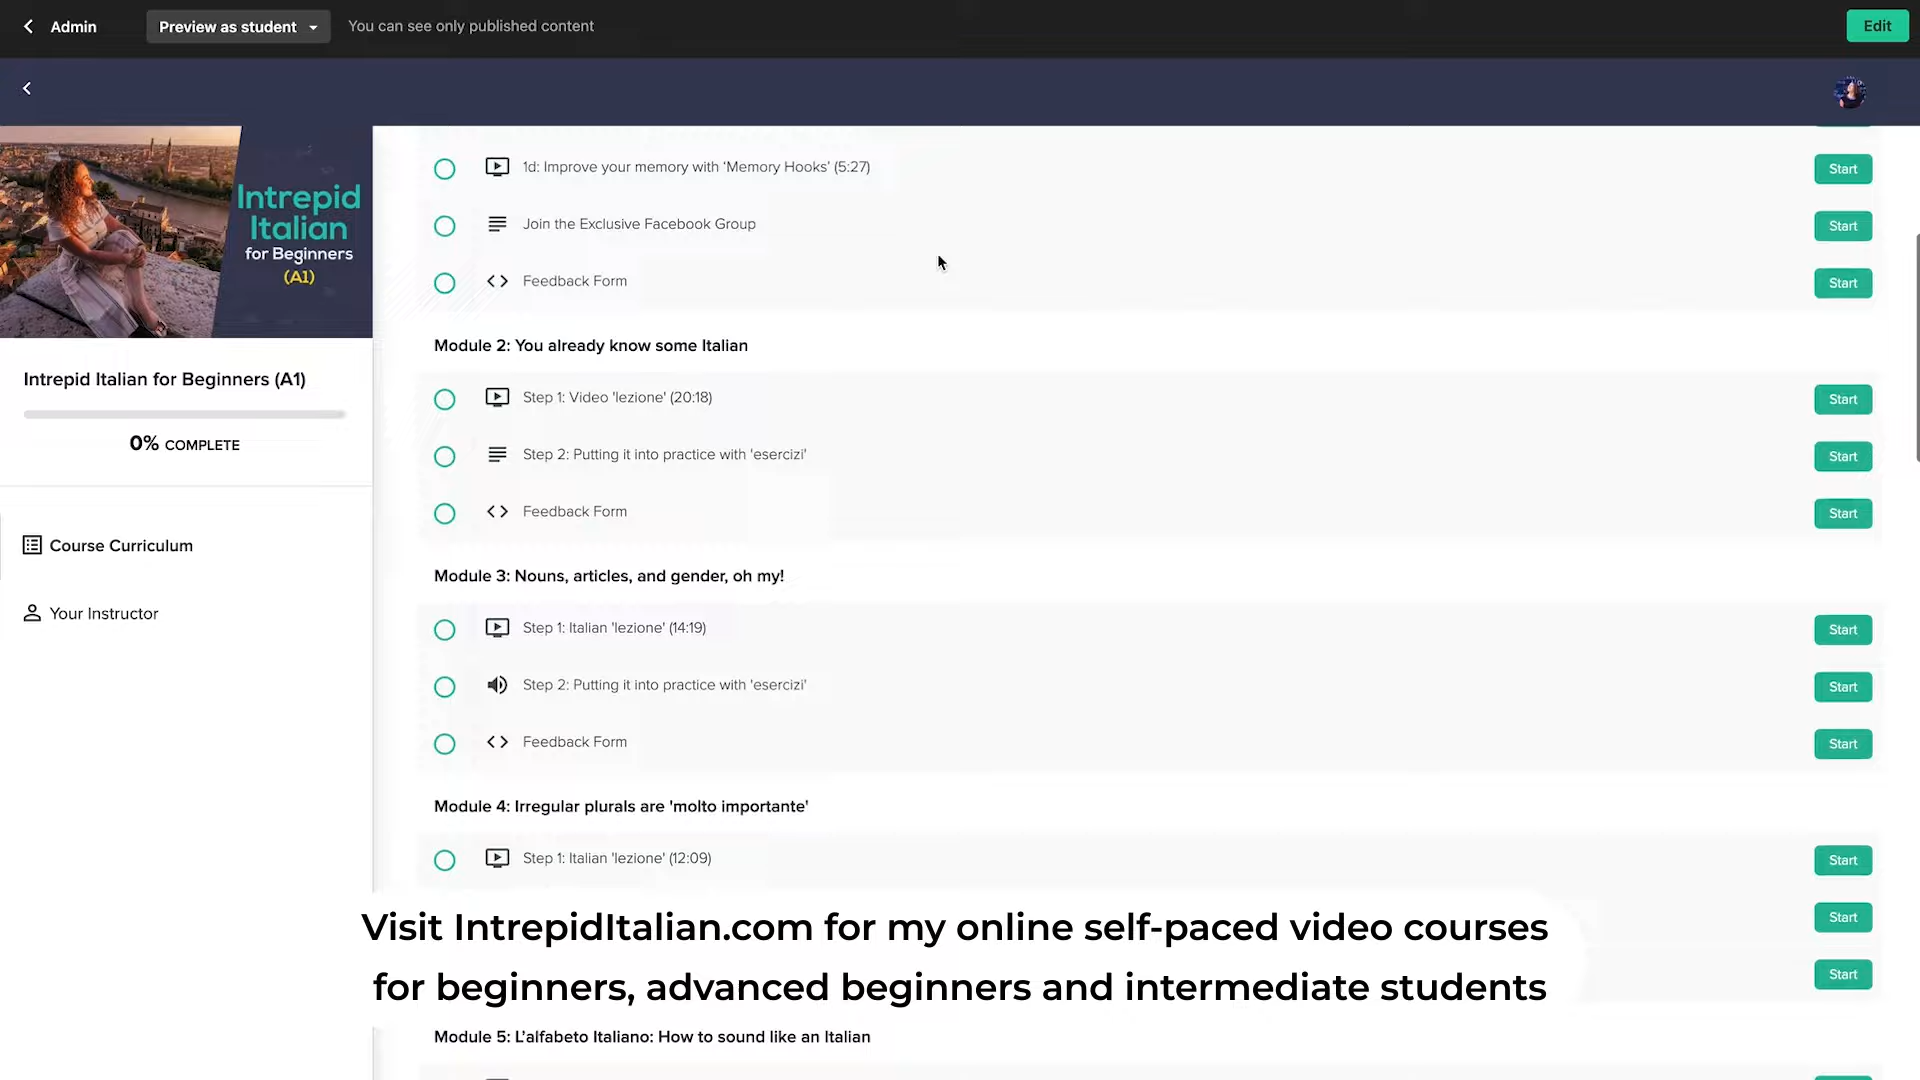 Admin
Preview as student
You can see only published content
Edit
1d: Improve your memory with ‘Memory Hooks’ (5:27)
Start
Join the Exclusive Facebook Group
Start
Feedback Form
Start
Intrepid
Italian
for Beginners
(A1)
Intrepid Italian for Beginners (A1)
0% COMPLETE
Course Curriculum
Your Instructor
Module 2: You already know some Italian
Step 1: Video 'lezione' (20:18)
Start
Step 2: Putting it into practice with 'esercizi'
Start
Feedback Form
Start
Module 3: Nouns, articles, and gender, oh my!
Step 1: Italian 'lezione' (14:19)
Start
Step 2: Putting it into practice with 'esercizi'
Start
Feedback Form
Start
Module 4: Irregular plurals are 'molto importante'
Step 1: Italian 'lezione' (12:09)
Start
Start
Start
Visit IntrepidItalian.com for my online self-paced video courses
for beginners, advanced beginners and intermediate students
Module 5: L’alfabeto Italiano: How to sound like an Italian